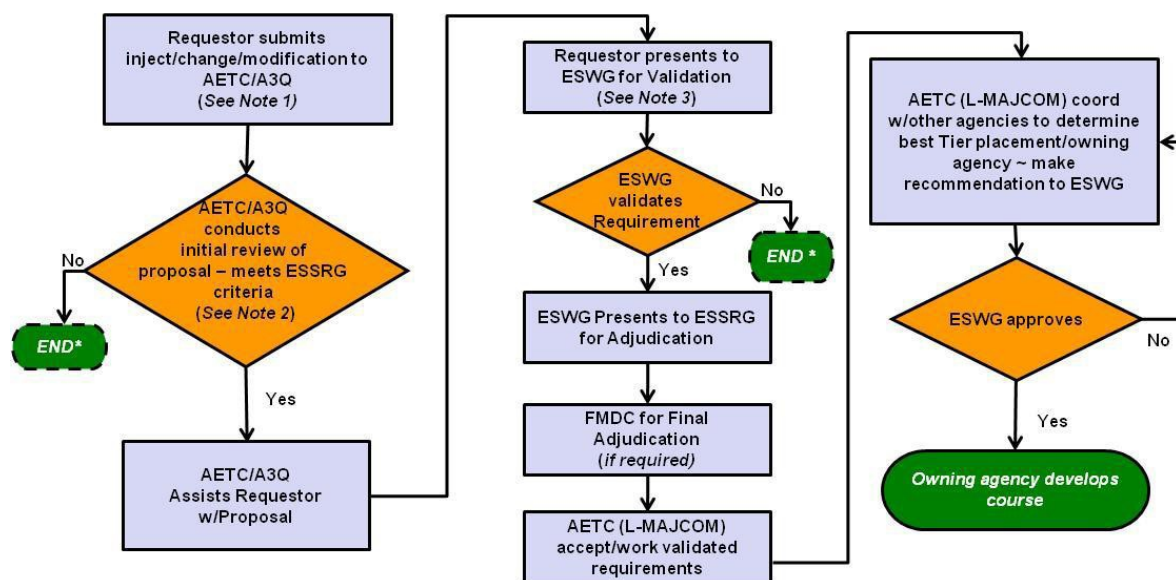 Requestor submits
inject/change/modification to
AETC/A3Q
(See Note 1)
AETC/A3Q
conducts
initial review of
proposal – meets ESSRG
criteria
(See Note 2)
No
END*
Yes
AETC/A3Q
Assists Requestor
w/Proposal
Requestor presents to
ESWG for Validation
(See Note 3)
ESWG
validates
Requirement
No
END *
Yes
ESWG Presents to ESSRG
for Adjudication
FMDC for Final
Adjudication
(if required)
AETC (L-MAJCOM)
accept/work validated
requirements
AETC (L-MAJCOM) coord
w/other agencies to determine
best Tier placement/owning
agency ~ make
recommendation to ESWG
ESWG approves
No
Yes
Owning agency develops
course